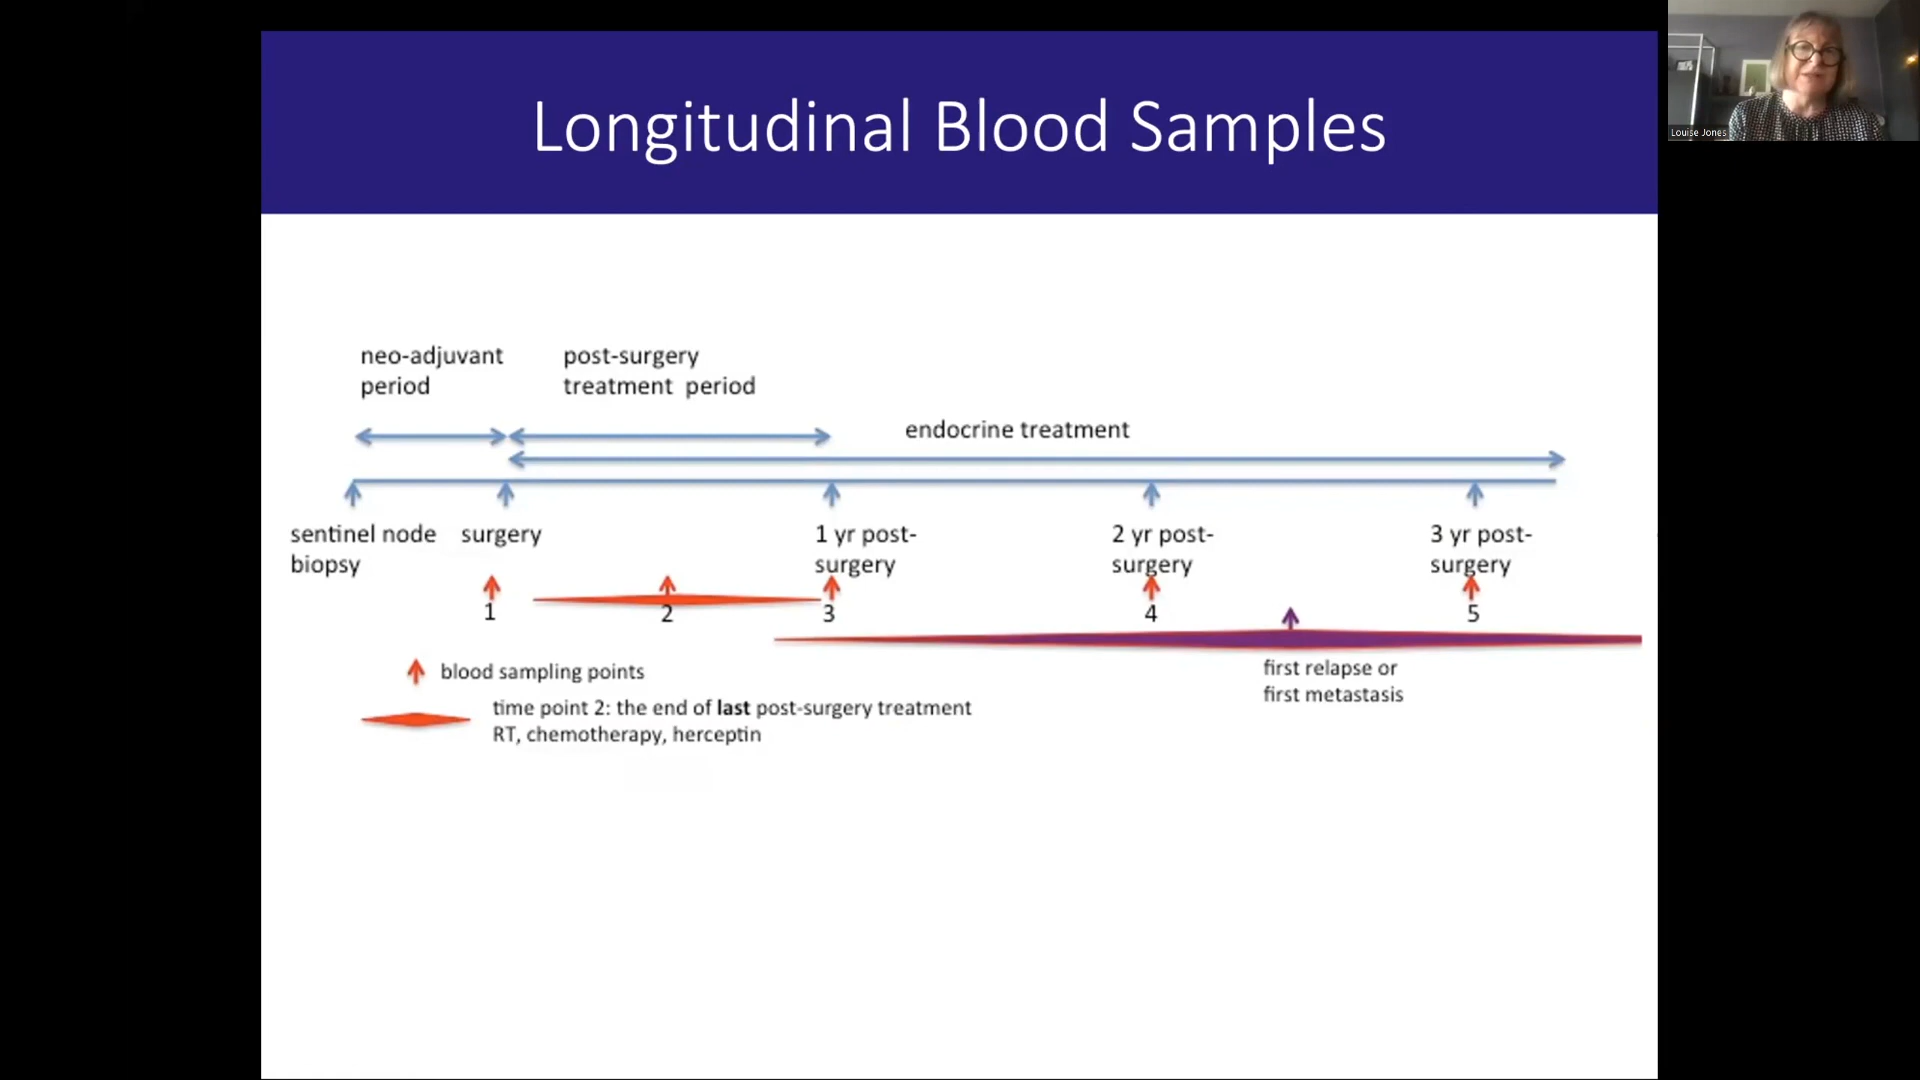 Longitudinal Blood Samples
Louise Jones
neo-adjuvant
period
post-surgery
treatment period
endocrine treatment
sentinel node
biopsy
surgery
1 yr post-
surgery
2 yr post-
surgery
3 yr post-
surgery
1
2
3
4
5
blood sampling points
first relapse or
first metastasis
time point 2: the end of last post-surgery treatment
RT, chemotherapy, herceptin